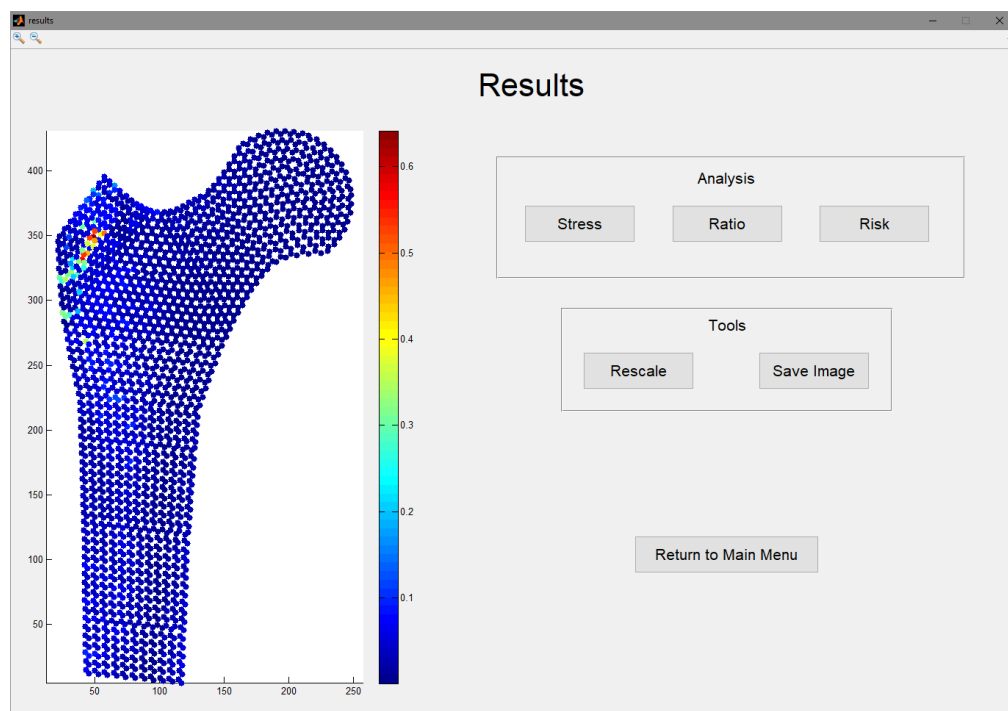 results
Results
400
350
300
250
200
150
100
50
50
100
150
200
250
0.6
0.5
0.4
0.3
0.2
0.1
Analysis
Stress
Ratio
Risk
Tools
Rescale
Save Image
Return to Main Menu